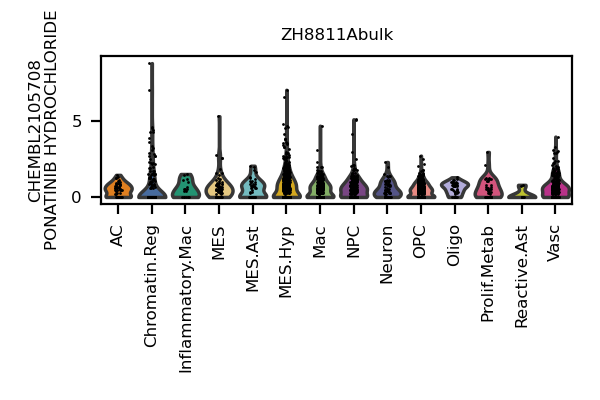 ZH8811Abulk
CHEMBL2105708
PONATINIB HYDROCHLORIDE
5
0
AC
Chromatin.Reg
Inflammatory.Mac
MES
MES.Ast
MES.Hyp
Mac
NPC
Neuron
OPC
Oligo
Prolif.Metab
Reactive.Ast
Vasc